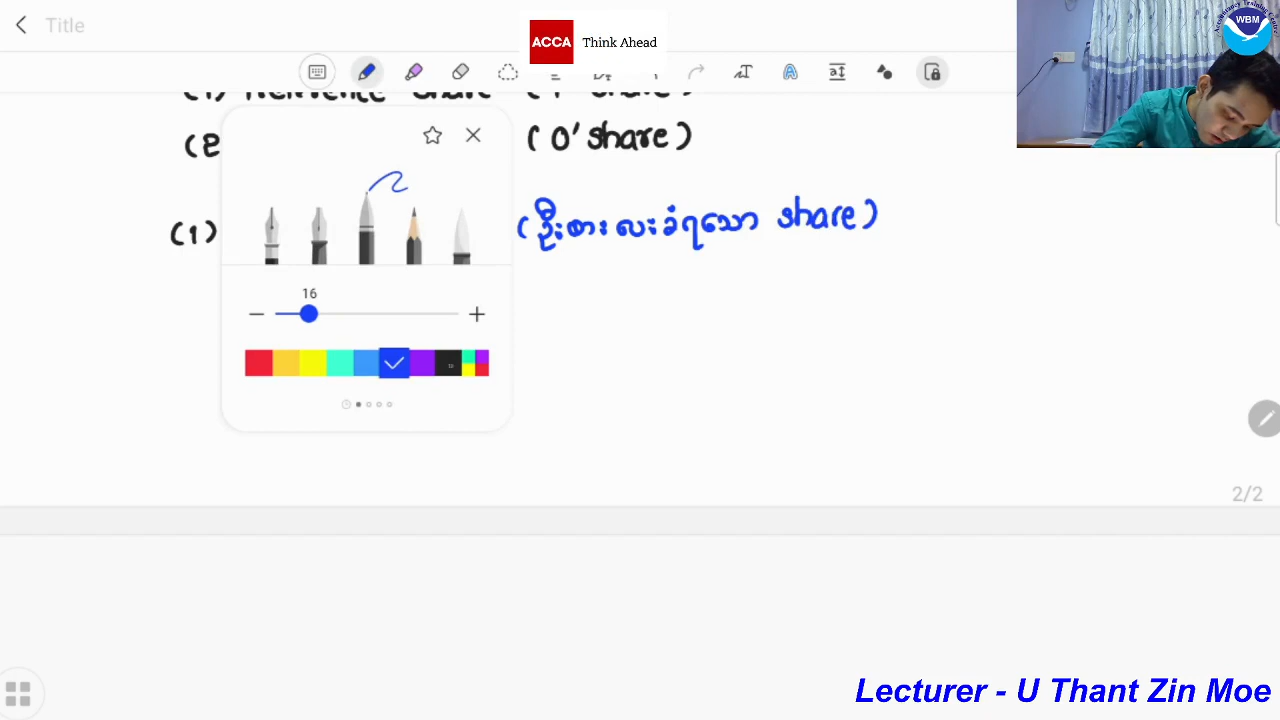 Title
ACCA Think Ahead
WBM
(E (O' share)
(1) (ဦးစားပေးခံရသော share)
16
2/2
Lecturer - U Thant Zin Moe